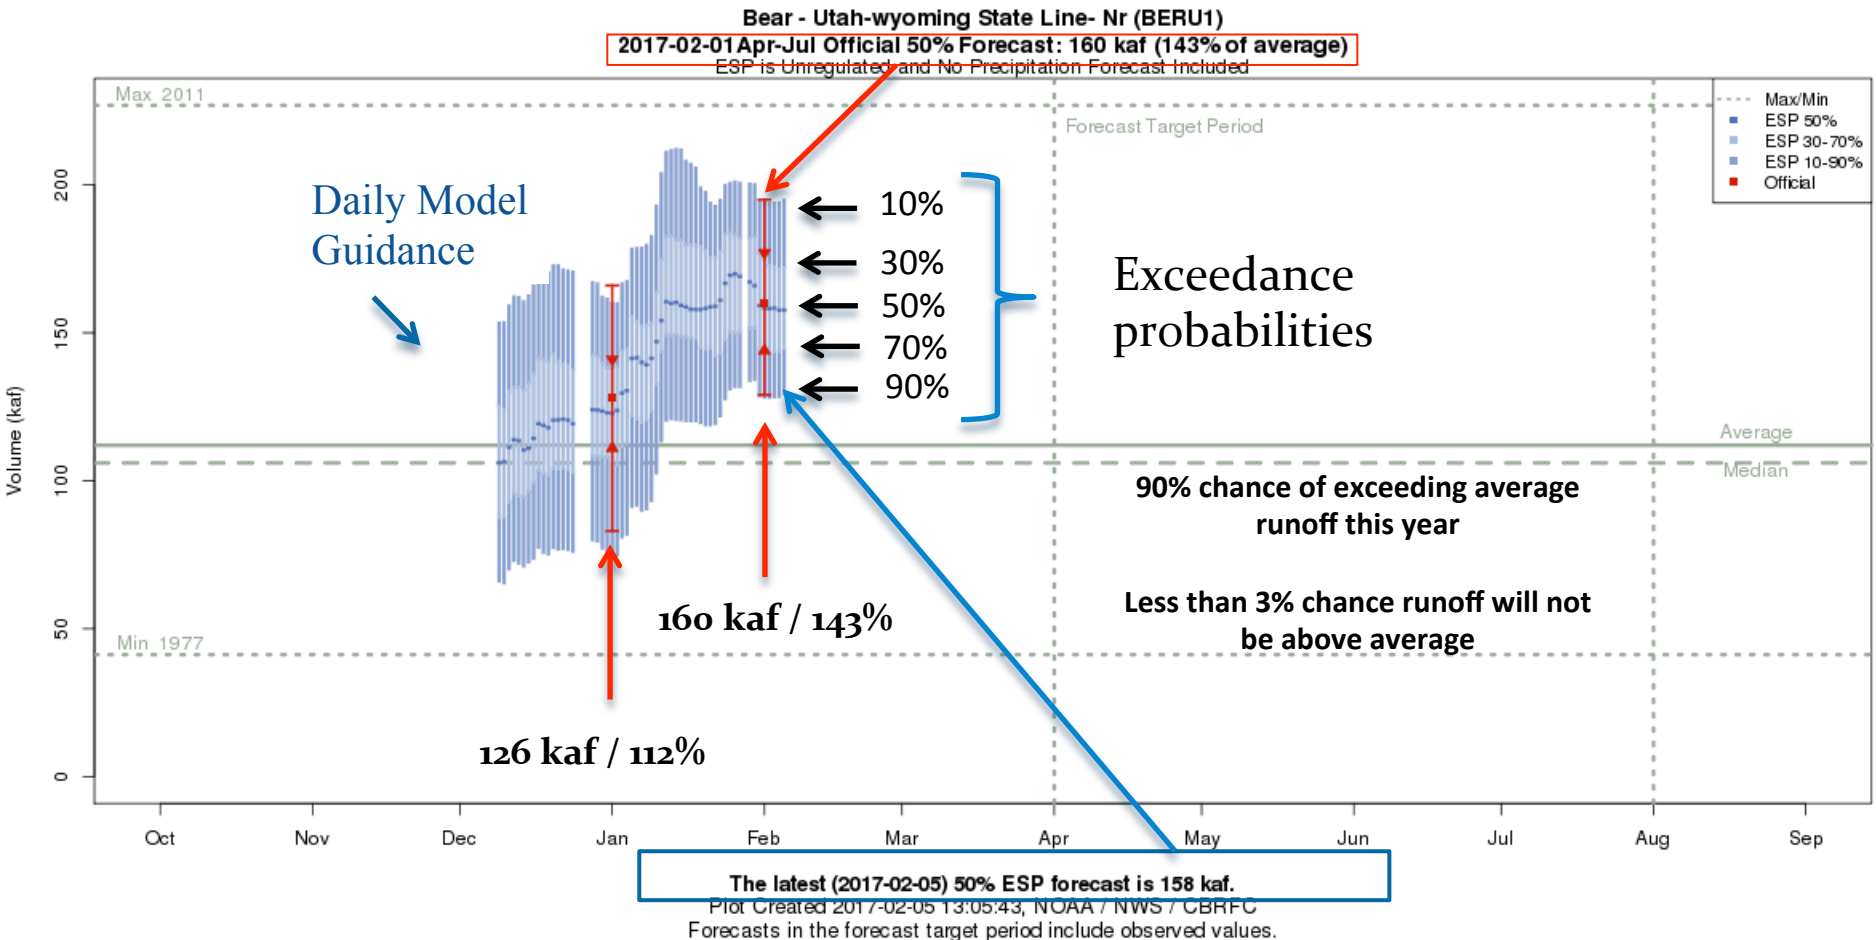 Bear - Utah-wyoming State Line- Nr (BERU1)
2017-02-01Apr-Jul Official 50% Forecast: 160 kaf (143% of average)
ESP is Unregulated and No Precipitation Forecast Included
Max 2011
Forecast Target Period
Max/Min
ESP 50%
ESP 30-70%
ESP 10-90%
Official
Daily Model
Guidance
10%
30%
50%
70%
90%
Exceedance
probabilities
Volume (kaf)
200
150
100
50
0
Average
Median
90% chance of exceeding average
runoff this year
Less than 3% chance runoff will not
be above average
Min 1977
160 kaf / 143%
126 kaf / 112%
Oct Nov Dec Jan Feb Mar Apr May Jun Jul Aug Sep
The latest (2017-02-05) 50% ESP forecast is 158 kaf.
Plot Created 2017-02-05 13:05:43, NOAA / NWS / CBRFC
Forecasts in the forecast target period include observed values.